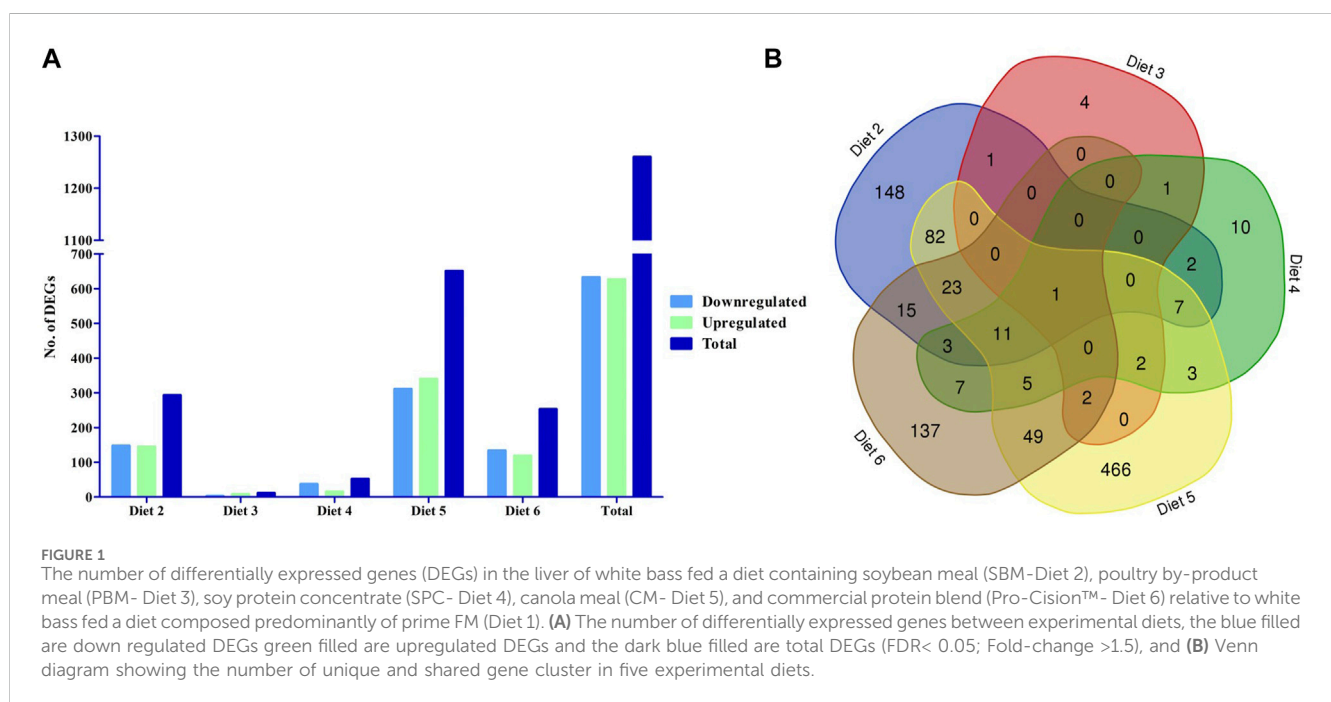 A
1300
1200
1100
700
600
500
400
300
200
100
0
No. of DEGs
Diet 2 Diet 3 Diet 4 Diet 5 Diet 6 Total
Downregulated
Upregulated
Total
B
Diet 2
Diet 3
Diet 4
Diet 5
Diet 6
4
0
1 0 1
148 0 10
0 0
82 0 0 2
0 0
23 1 7
15
11
3 0 2 3
7 5
2
137 49 0
466
FIGURE 1
The number of differentially expressed genes (DEGs) in the liver of white bass fed a diet containing soybean meal (SBM-Diet 2), poultry by-product
meal (PBM- Diet 3), soy protein concentrate (SPC- Diet 4), canola meal (CM- Diet 5), and commercial protein blend (Pro-Cision™- Diet 6) relative to white
bass fed a diet composed predominantly of prime FM (Diet 1). (A) The number of differentially expressed genes between experimental diets, the blue filled
are down regulated DEGs green filled are upregulated DEGs and the dark blue filled are total DEGs (FDR< 0.05; Fold-change >1.5), and (B) Venn
diagram showing the number of unique and shared gene cluster in five experimental diets.